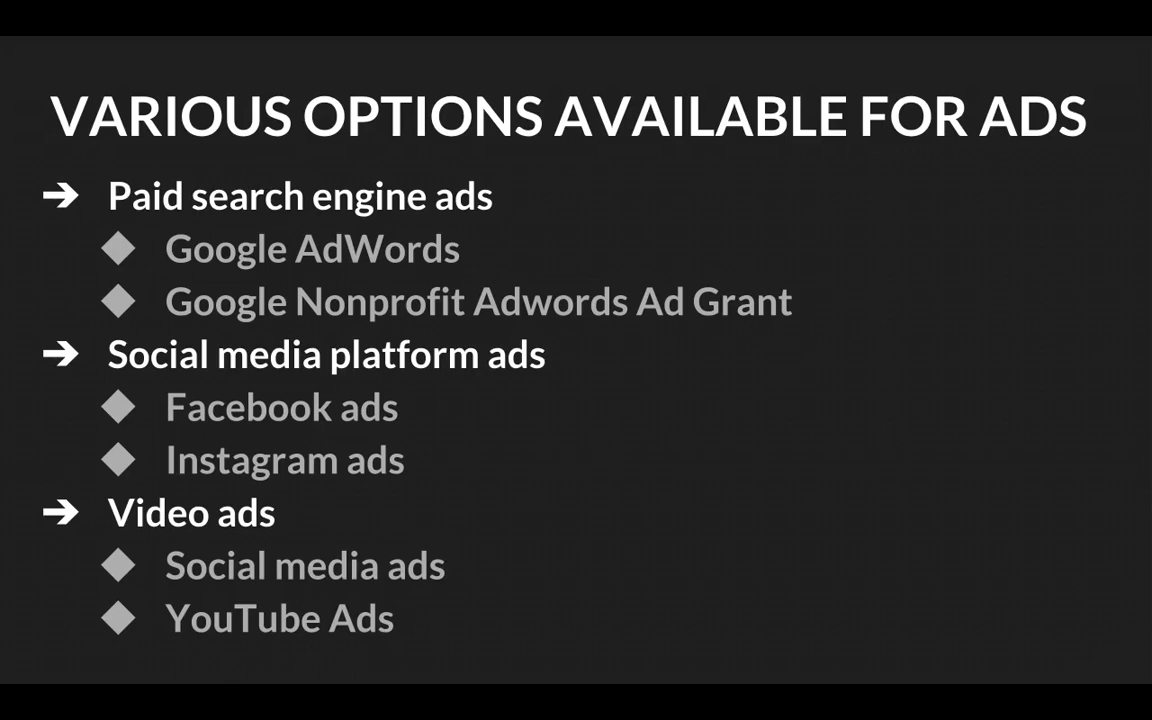 VARIOUS OPTIONS AVAILABLE FOR ADS
➔ Paid search engine ads
◆ Google AdWords
◆ Google Nonprofit Adwords Ad Grant
➔ Social media platform ads
◆ Facebook ads
◆ Instagram ads
➔ Video ads
◆ Social media ads
◆ YouTube Ads